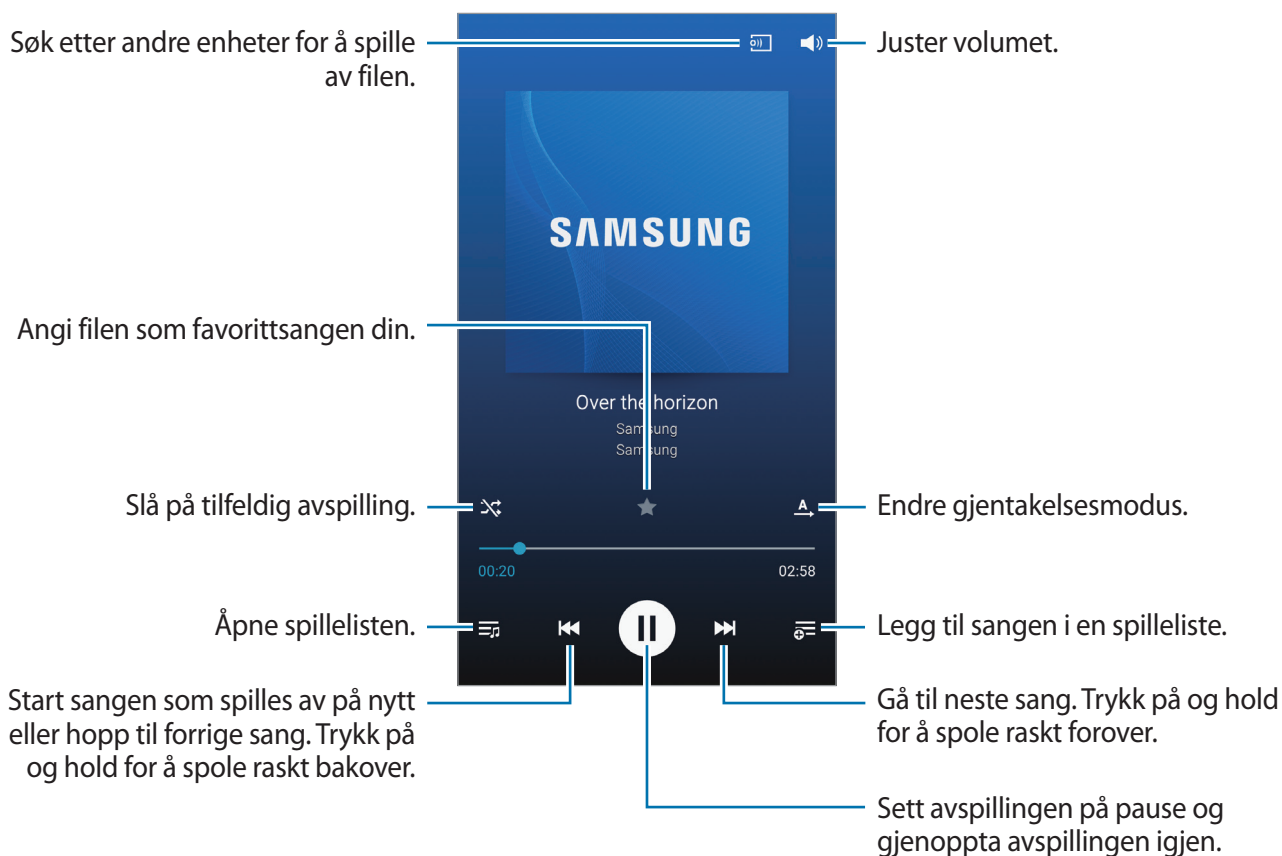 Søk etter andre enheter for å spille
av filen.
Juster volumet.
SAMSUNG
Angi filen som favorittsangen din.
Over the horizon
Samsung
Samsung
Slå på tilfeldig avspilling.
A
Endre gjentakelsesmodus.
00:20
02:58
Åpne spillelisten.
Legg til sangen i en spilleliste.
Start sangen som spilles av på nytt
eller hopp til forrige sang. Trykk på
og hold for å spole raskt bakover.
Gå til neste sang. Trykk på og hold
for å spole raskt forover.
Sett avspillingen på pause og
gjenoppta avspillingen igjen.